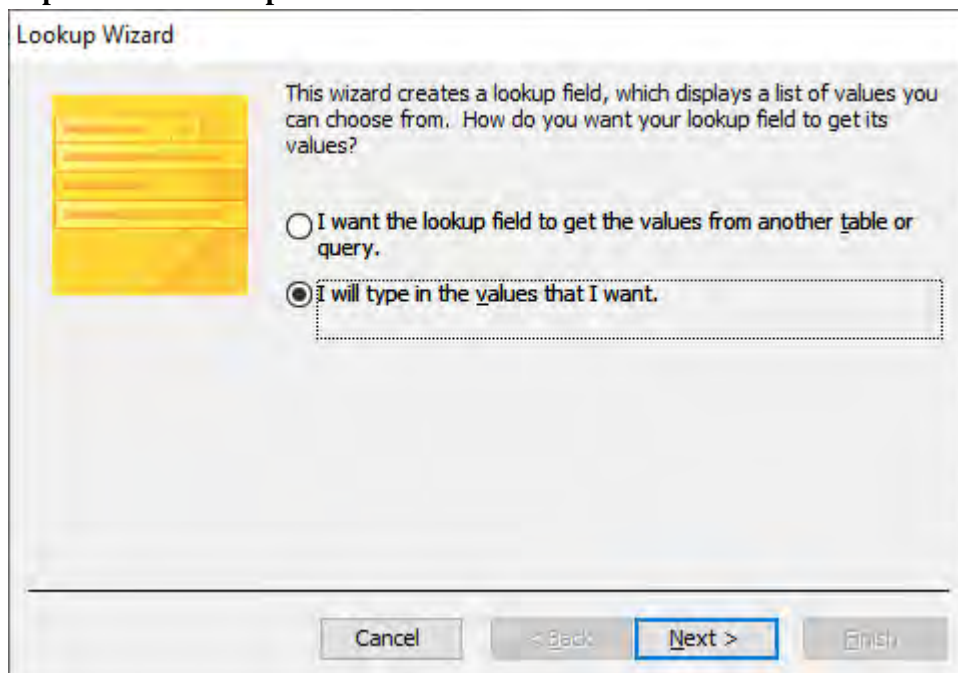 Lookup Wizard
This wizard creates a lookup field, which displays a list of values you
can choose from. How do you want your lookup field to get its
values?
I want the lookup field to get the values from another table or
query.
I will type in the values that I want.
Cancel
< Back
Next >
Finish